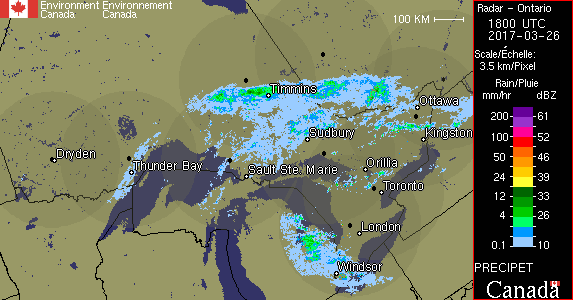 Environment Environnement
Canada Canada
100 KM
Timmins
Ottawa
Sudbury
Kingston
Dryden
Thunder Bay
Sault Ste. Marie
Orillia
Toronto
London
Windsor
Radar - Ontario
1800 UTC
2017-03-26
Scale/Échelle:
3.5 km/Pixel
Rain/Pluie
mm/hr dBZ
200 61
100 52
50 46
24 39
12 33
4 26
0.1 10
PRECIPET
Canada